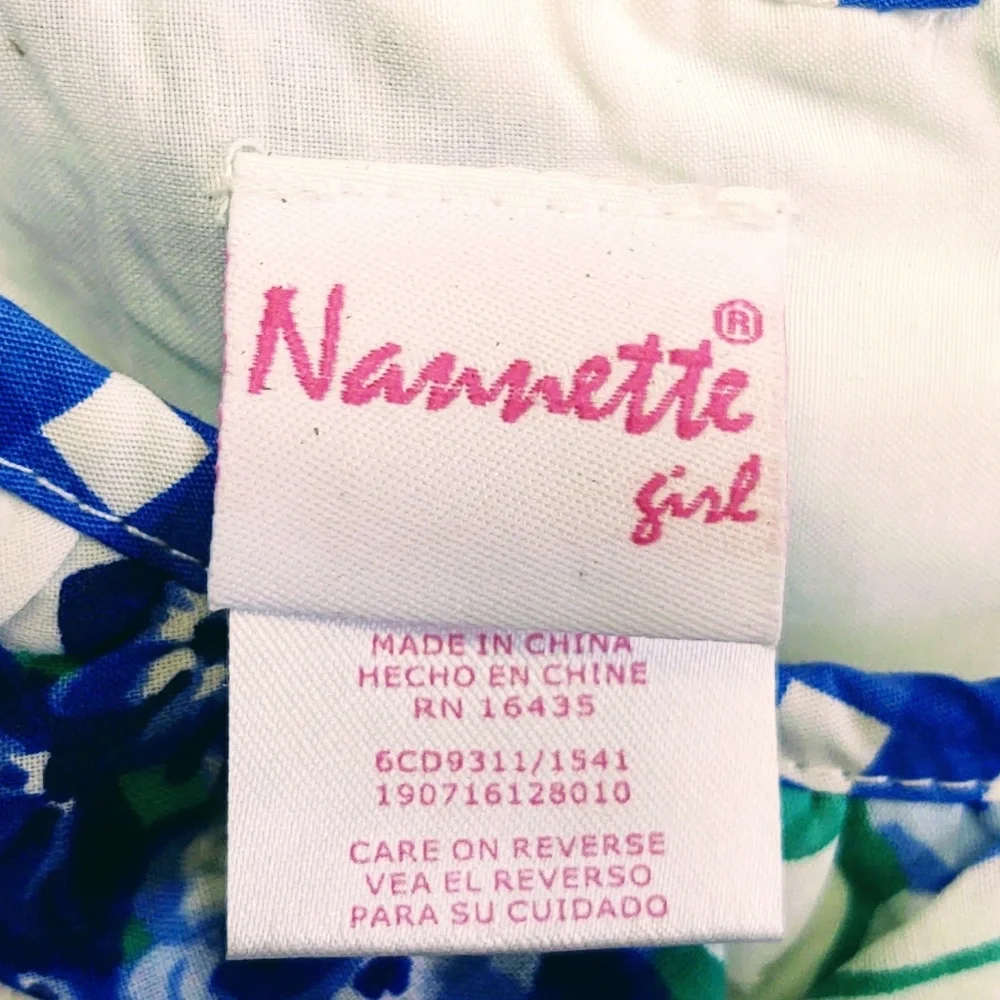 Nannette®
girl
MADE IN CHINA
HECHO EN CHINE
RN 16435
6CD9311/1541
190716128010
CARE ON REVERSE
VEA EL REVERSO
PARA SU CUIDADO